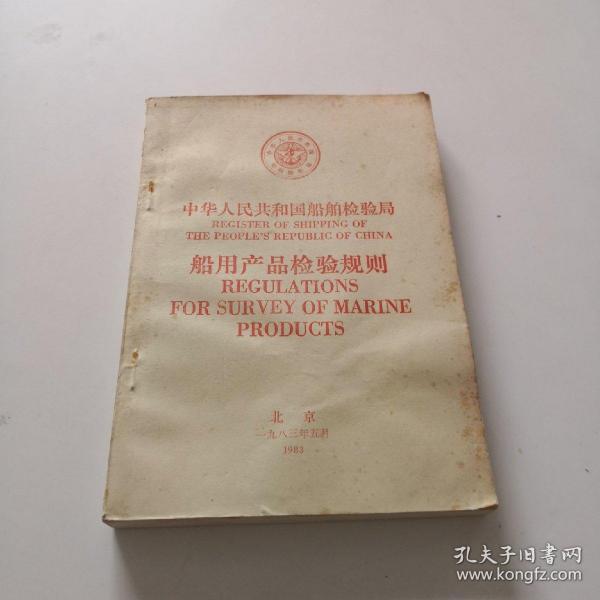 中华人民共和国船舶检验局
REGISTER OF SHIPPING OF
THE PEOPLE'S REPUBLIC OF CHINA
船用产品检验规则
REGULATIONS
FOR SURVEY OF MARINE
PRODUCTS
北京
一九八三年五月
1983
孔夫子旧書网
www.kongfz.com